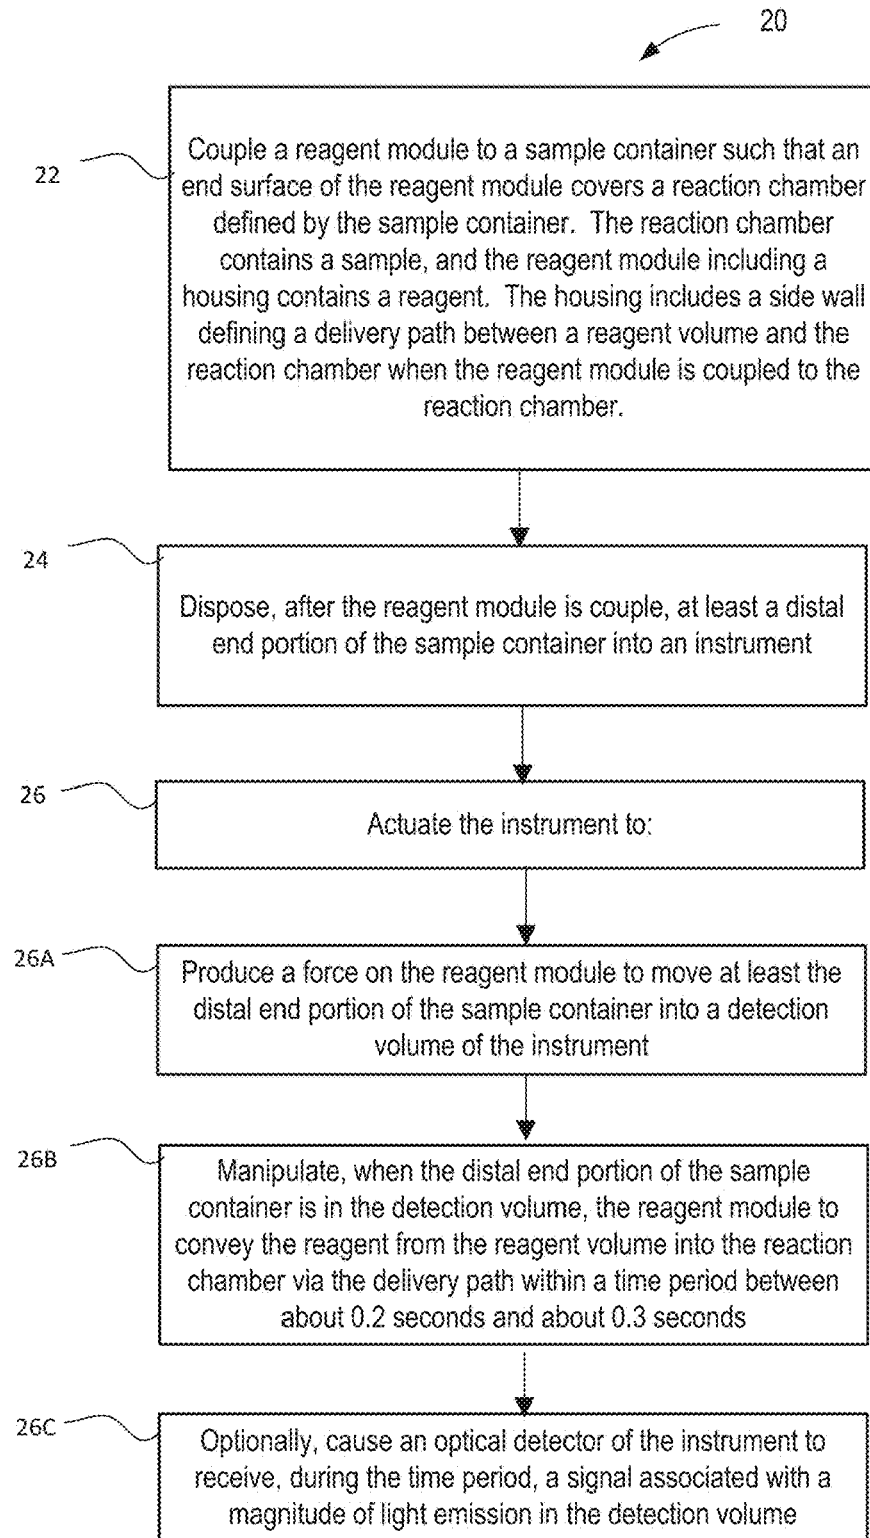 20
22
Couple a reagent module to a sample container such that an
end surface of the reagent module covers a reaction chamber
defined by the sample container. The reaction chamber
contains a sample, and the reagent module including a
housing contains a reagent. The housing includes a side wall
defining a delivery path between a reagent volume and the
reaction chamber when the reagent module is coupled to the
reaction chamber.
24
Dispose, after the reagent module is couple, at least a distal
end portion of the sample container into an instrument
26
Actuate the instrument to:
26A
Produce a force on the reagent module to move at least the
distal end portion of the sample container into a detection
volume of the instrument
26B
Manipulate, when the distal end portion of the sample
container is in the detection volume, the reagent module to
convey the reagent from the reagent volume into the reaction
chamber via the delivery path within a time period between
about 0.2 seconds and about 0.3 seconds
26C
Optionally, cause an optical detector of the instrument to
receive, during the time period, a signal associated with a
magnitude of light emission in the detection volume